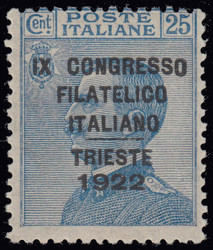 POSTE
Cent. 25
ITALIANE
IX CONGRESSO
FILATELICO
ITALIANO
TRIESTE
1922